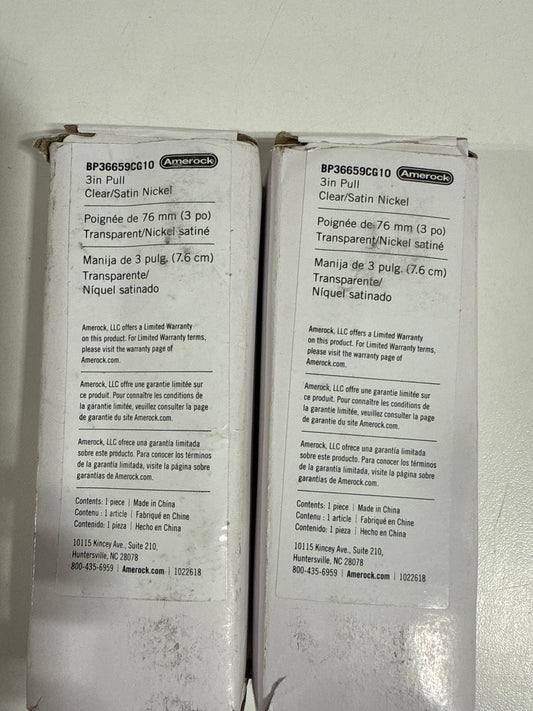 BP36659CG10 Amerock
3in Pull
Clear/Satin Nickel
Poignée de 76 mm (3 po)
Transparent/Nickel satiné
Manija de 3 pulg. (7.6 cm)
Transparente/
Níquel satinado
Amerock, LLC offers a Limited Warranty
on this product. For Limited Warranty terms,
please visit the warranty page of
Amerock.com.
Amerock, LLC offre une garantie limitée sur
ce produit. Pour connaître les conditions de
la garantie limitée, veuillez consulter la page
de garantie du site Amerock.com.
Amerock, LLC ofrece una garantía limitada
sobre este producto. Para conocer los términos
de la garantía limitada, visite la página sobre
garantías de Amerock.com.
Contents: 1 piece | Made in China
Contenu : 1 article | Fabriqué en Chine
Contenido: 1 pieza | Hecho en China
10115 Kincey Ave., Suite 210,
Huntersville, NC 28078
800-435-6959 | Amerock.com | 1022618
BP36659CG10 Amerock
3in Pull
Clear/Satin Nickel
Poignée de 76 mm (3 po)
Transparent/Nickel satiné
Manija de 3 pulg. (7.6 cm)
Transparente/
Níquel satinado
Amerock, LLC offers a Limited Warranty
on this product. For Limited Warranty terms,
please visit the warranty page of
Amerock.com.
Amerock, LLC offre une garantie limitée sur
ce produit. Pour connaître les conditions de
la garantie limitée, veuillez consulter la page
de garantie du site Amerock.com.
Amerock, LLC ofrece una garantía limitada
sobre este producto. Para conocer los términos
de la garantía limitada, visite la página sobre
garantías de Amerock.com.
Contents: 1 piece | Made in China
Contenu : 1 article | Fabriqué en Chine
Contenido: 1 pieza | Hecho en China
10115 Kincey Ave., Suite 210,
Huntersville, NC 28078
800-435-6959 | Amerock.com | 1022618